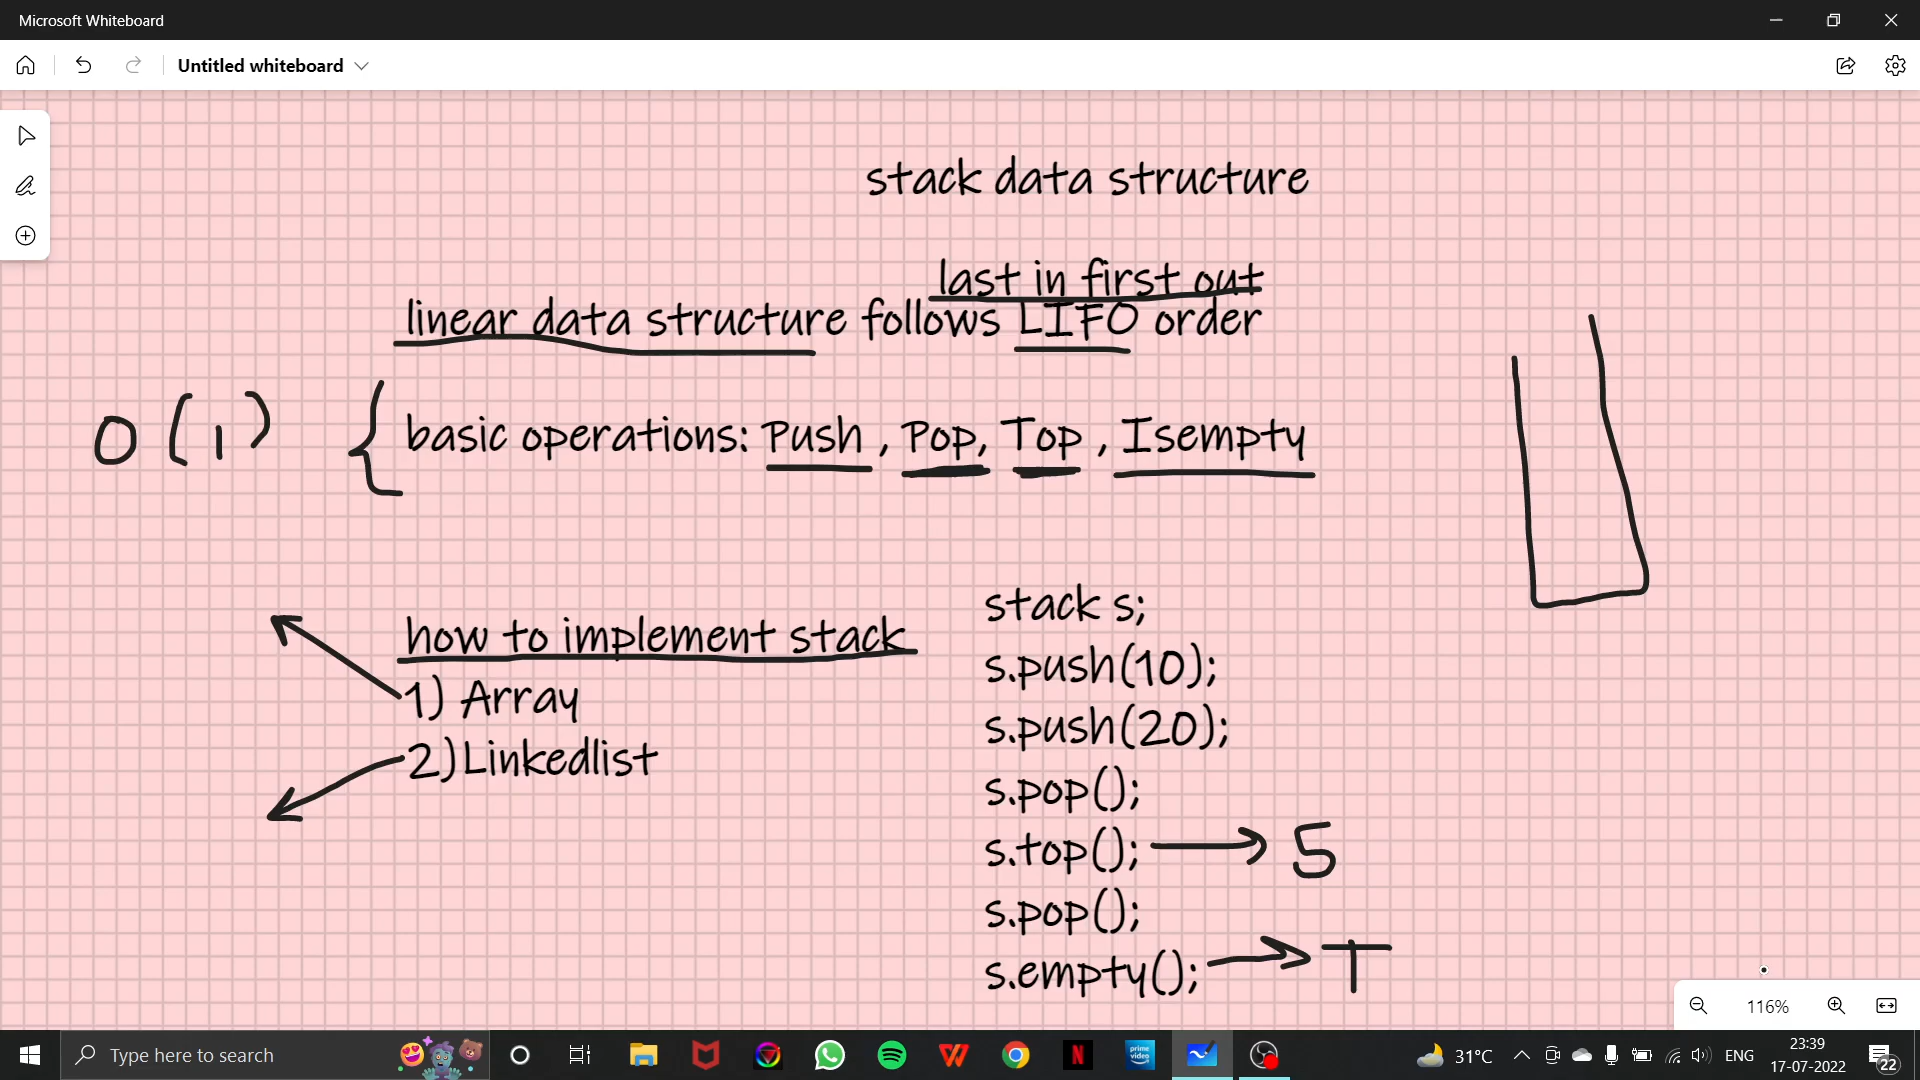 Microsoft Whiteboard
Untitled whiteboard
stack data structure
last in first out
linear data structure follows LIFO order
O(1) { basic operations: Push , Pop, Top , Isempty
how to implement stack
1) Array
2)Linkedlist
stack s;
s.push(10);
s.push(20);
s.pop();
s.top(); → 5
s.pop();
s.empty(); → T
116%
Type here to search
prime video
31°C
ENG
23:39
17-07-2022
22